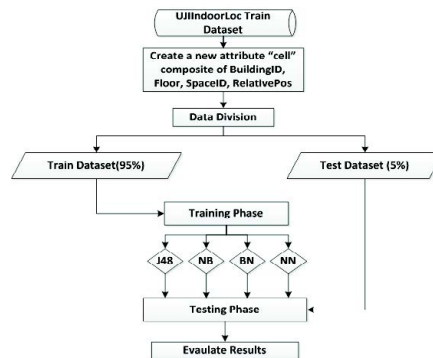 UJIIndoorLoc Train
Dataset
Create a new attribute "cell"
composite of BuildingID,
Floor, SpaceID, RelativePos
Data Division
Train Dataset(95%)
Test Dataset (5%)
Training Phase
J48
NB
BN
NN
Testing Phase
Evaulate Results